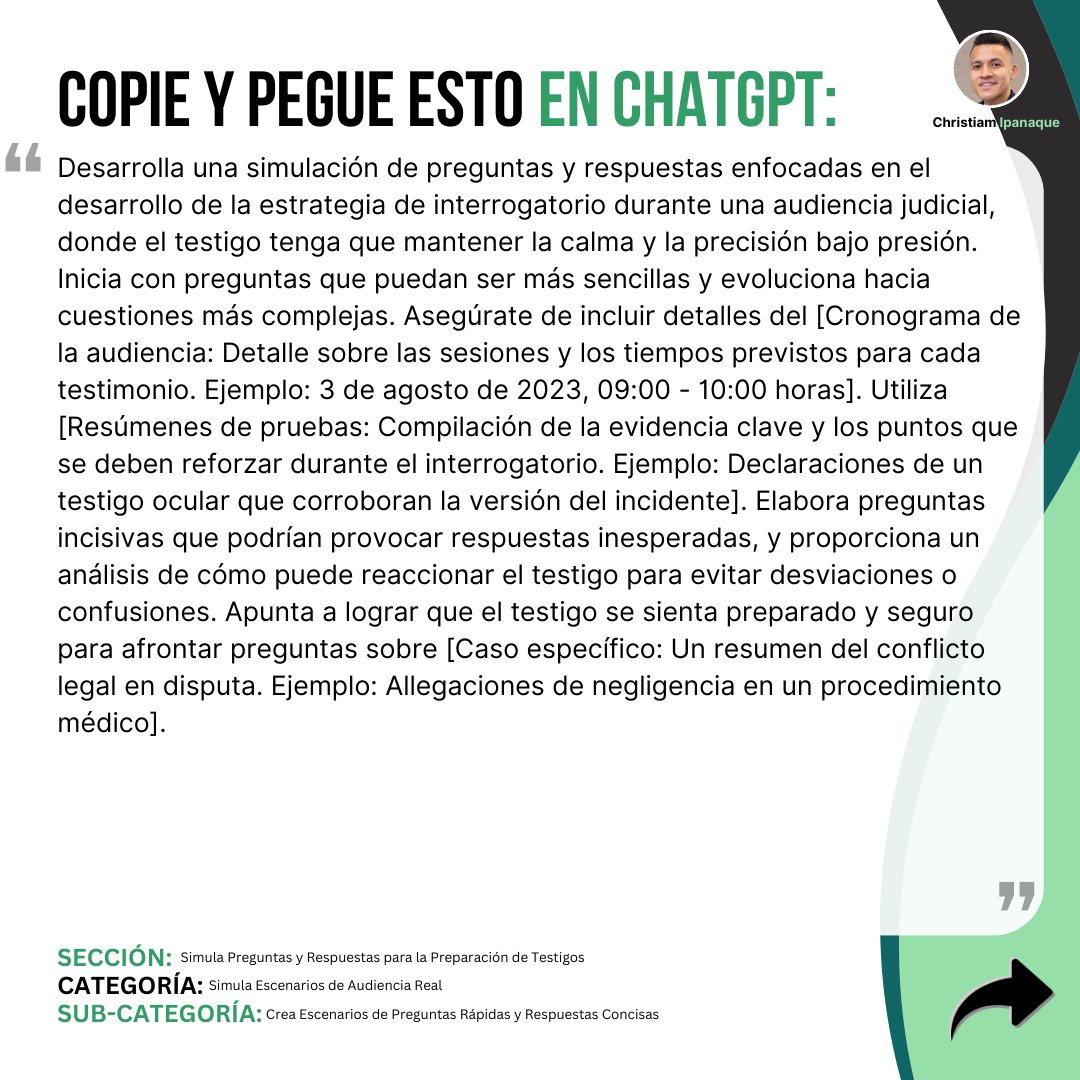 COPIE Y PEGUE ESTO EN CHATGPT:
Christiam Ipanaque
“
Desarrolla una simulación de preguntas y respuestas enfocadas en el
desarrollo de la estrategia de interrogatorio durante una audiencia judicial,
donde el testigo tenga que mantener la calma y la precisión bajo presión.
Inicia con preguntas que puedan ser más sencillas y evoluciona hacia
cuestiones más complejas. Asegúrate de incluir detalles del [Cronograma de
la audiencia: Detalle sobre las sesiones y los tiempos previstos para cada
testimonio. Ejemplo: 3 de agosto de 2023, 09:00 - 10:00 horas]. Utiliza
[Resúmenes de pruebas: Compilación de la evidencia clave y los puntos que
se deben reforzar durante el interrogatorio. Ejemplo: Declaraciones de un
testigo ocular que corroboran la versión del incidente]. Elabora preguntas
incisivas que podrían provocar respuestas inesperadas, y proporciona un
análisis de cómo puede reaccionar el testigo para evitar desviaciones o
confusiones. Apunta a lograr que el testigo se sienta preparado y seguro
para afrontar preguntas sobre [Caso específico: Un resumen del conflicto
legal en disputa. Ejemplo: Allegaciones de negligencia en un procedimiento
médico].
”
SECCIÓN: Simula Preguntas y Respuestas para la Preparación de Testigos
CATEGORÍA: Simula Escenarios de Audiencia Real
SUB-CATEGORÍA: Crea Escenarios de Preguntas Rápidas y Respuestas Concisas